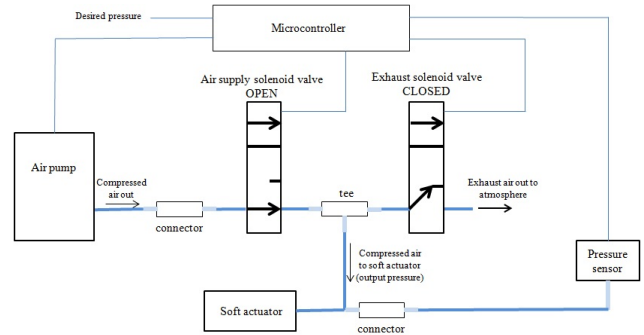 Desired pressure
Microcontroller
Air supply solenoid valve
OPEN
Exhaust solenoid valve
CLOSED
Air pump
Compressed
air out
connector
tee
Exhaust air out to
atmosphere
Compressed air
to soft actuator
(output pressure)
Pressure
sensor
Soft actuator
connector